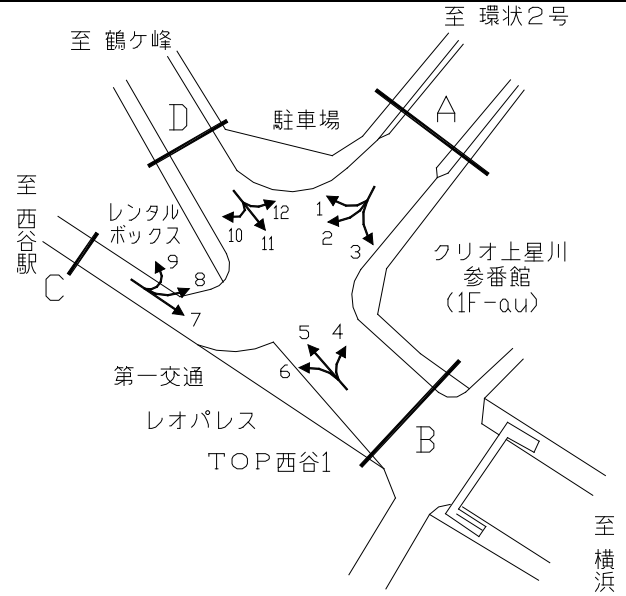 至 環状２号
至 鶴ケ峰
A
D
駐車場
至 西谷駅
レンタル
ボックス
12
10
11
1
2
3
クリオ上星川
参番館
(1F-au)
9
8
7
C
5
4
6
第一交通
レオパレス
TOP西谷1
B
至 横浜